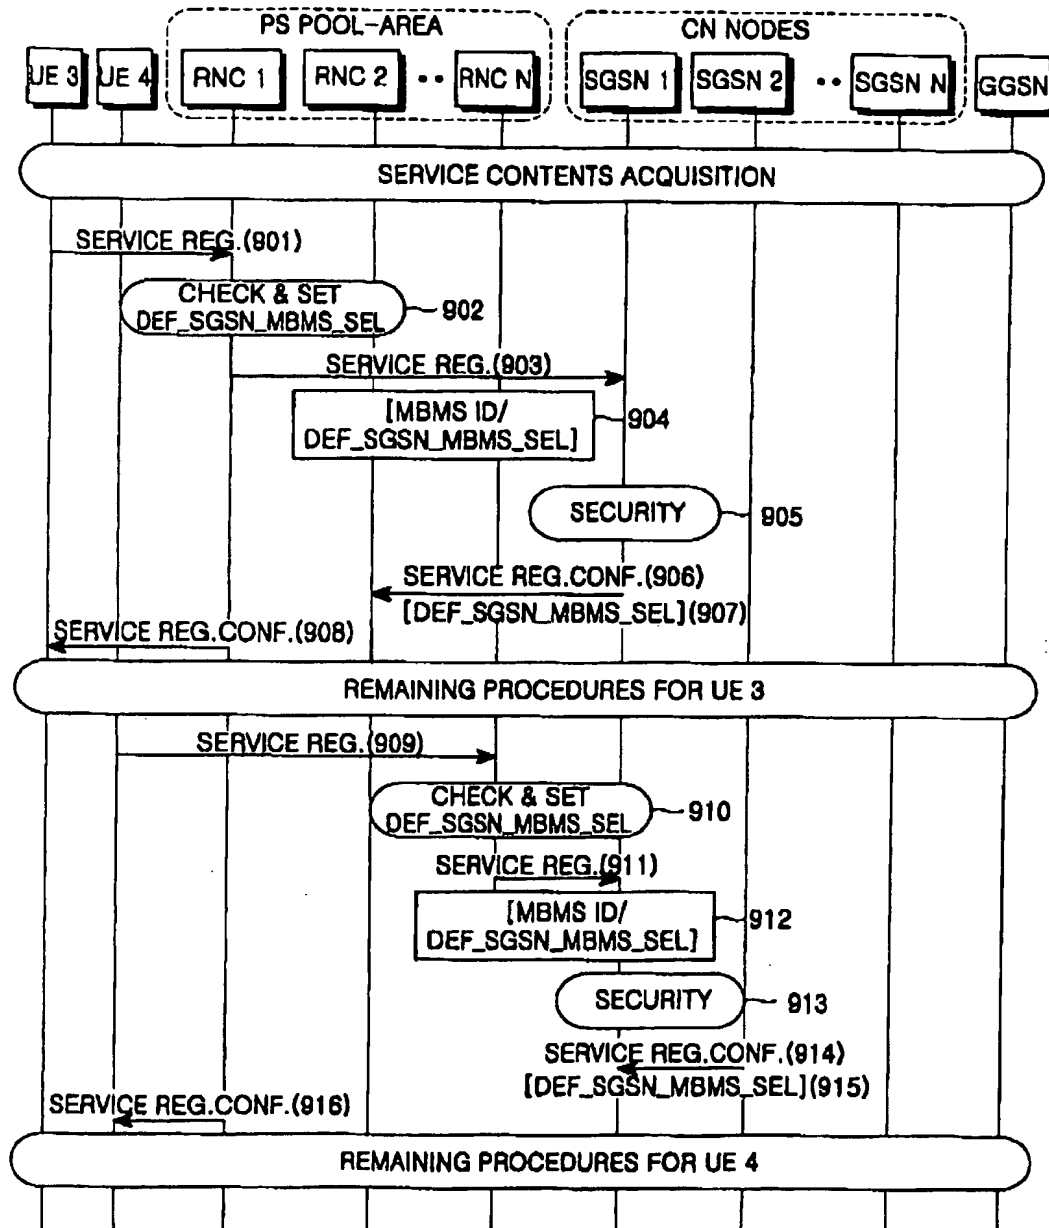 PS POOL-AREA
CN NODES
UE 3
UE 4
RNC 1
RNC 2
••
RNC N
SGSN 1
SGSN 2
••
SGSN N
GGSN
SERVICE CONTENTS ACQUISITION
SERVICE REG.(901)
CHECK & SET
DEF_SGSN_MBMS_SEL
902
SERVICE REG.(903)
[MBMS ID/
DEF_SGSN_MBMS_SEL]
904
SECURITY
905
SERVICE REG.CONF.(906)
[DEF_SGSN_MBMS_SEL](907)
SERVICE REG.CONF.(908)
REMAINING PROCEDURES FOR UE 3
SERVICE REG.(909)
CHECK & SET
DEF_SGSN_MBMS_SEL
910
SERVICE REG.(911)
[MBMS ID/
DEF_SGSN_MBMS_SEL]
912
SECURITY
913
SERVICE REG.CONF.(914)
[DEF_SGSN_MBMS_SEL](915)
SERVICE REG.CONF.(916)
REMAINING PROCEDURES FOR UE 4